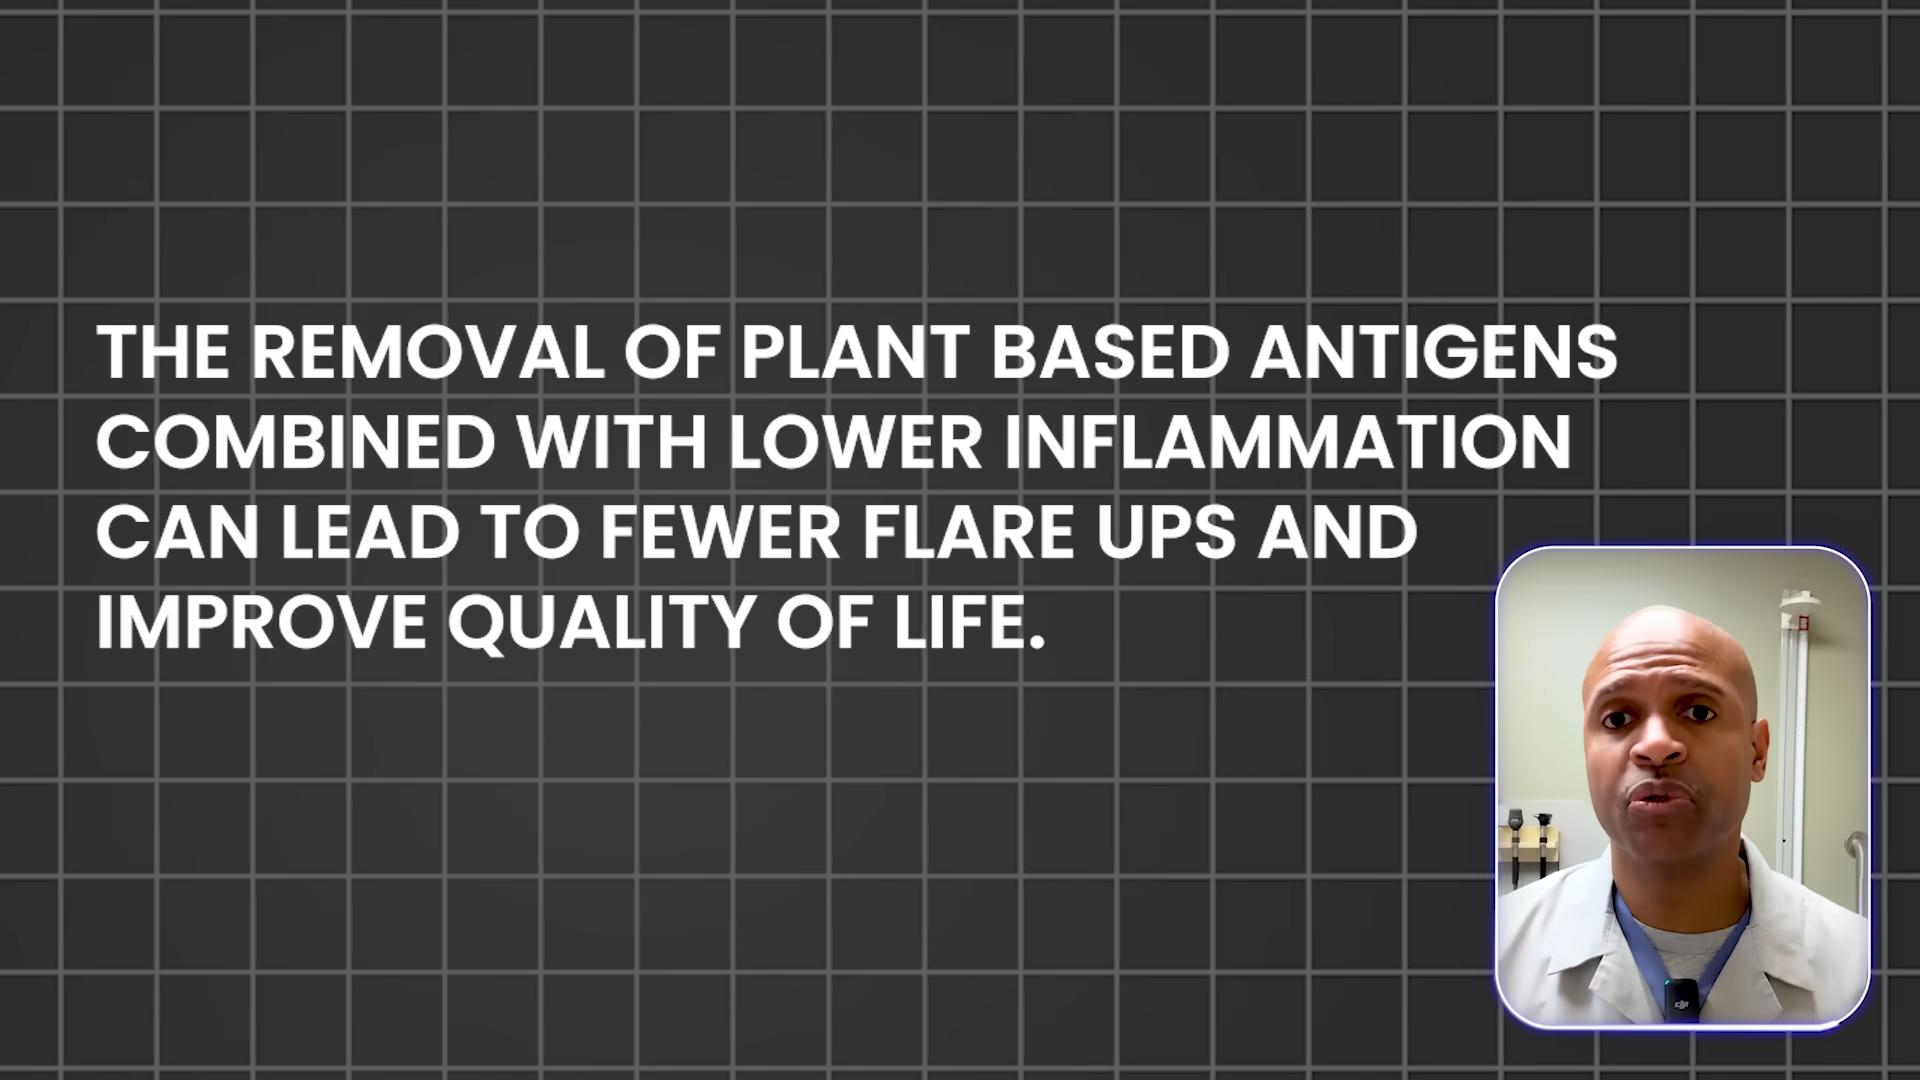 THE REMOVAL OF PLANT BASED ANTIGENS
COMBINED WITH LOWER INFLAMMATION
CAN LEAD TO FEWER FLARE UPS AND
IMPROVE QUALITY OF LIFE.
dji